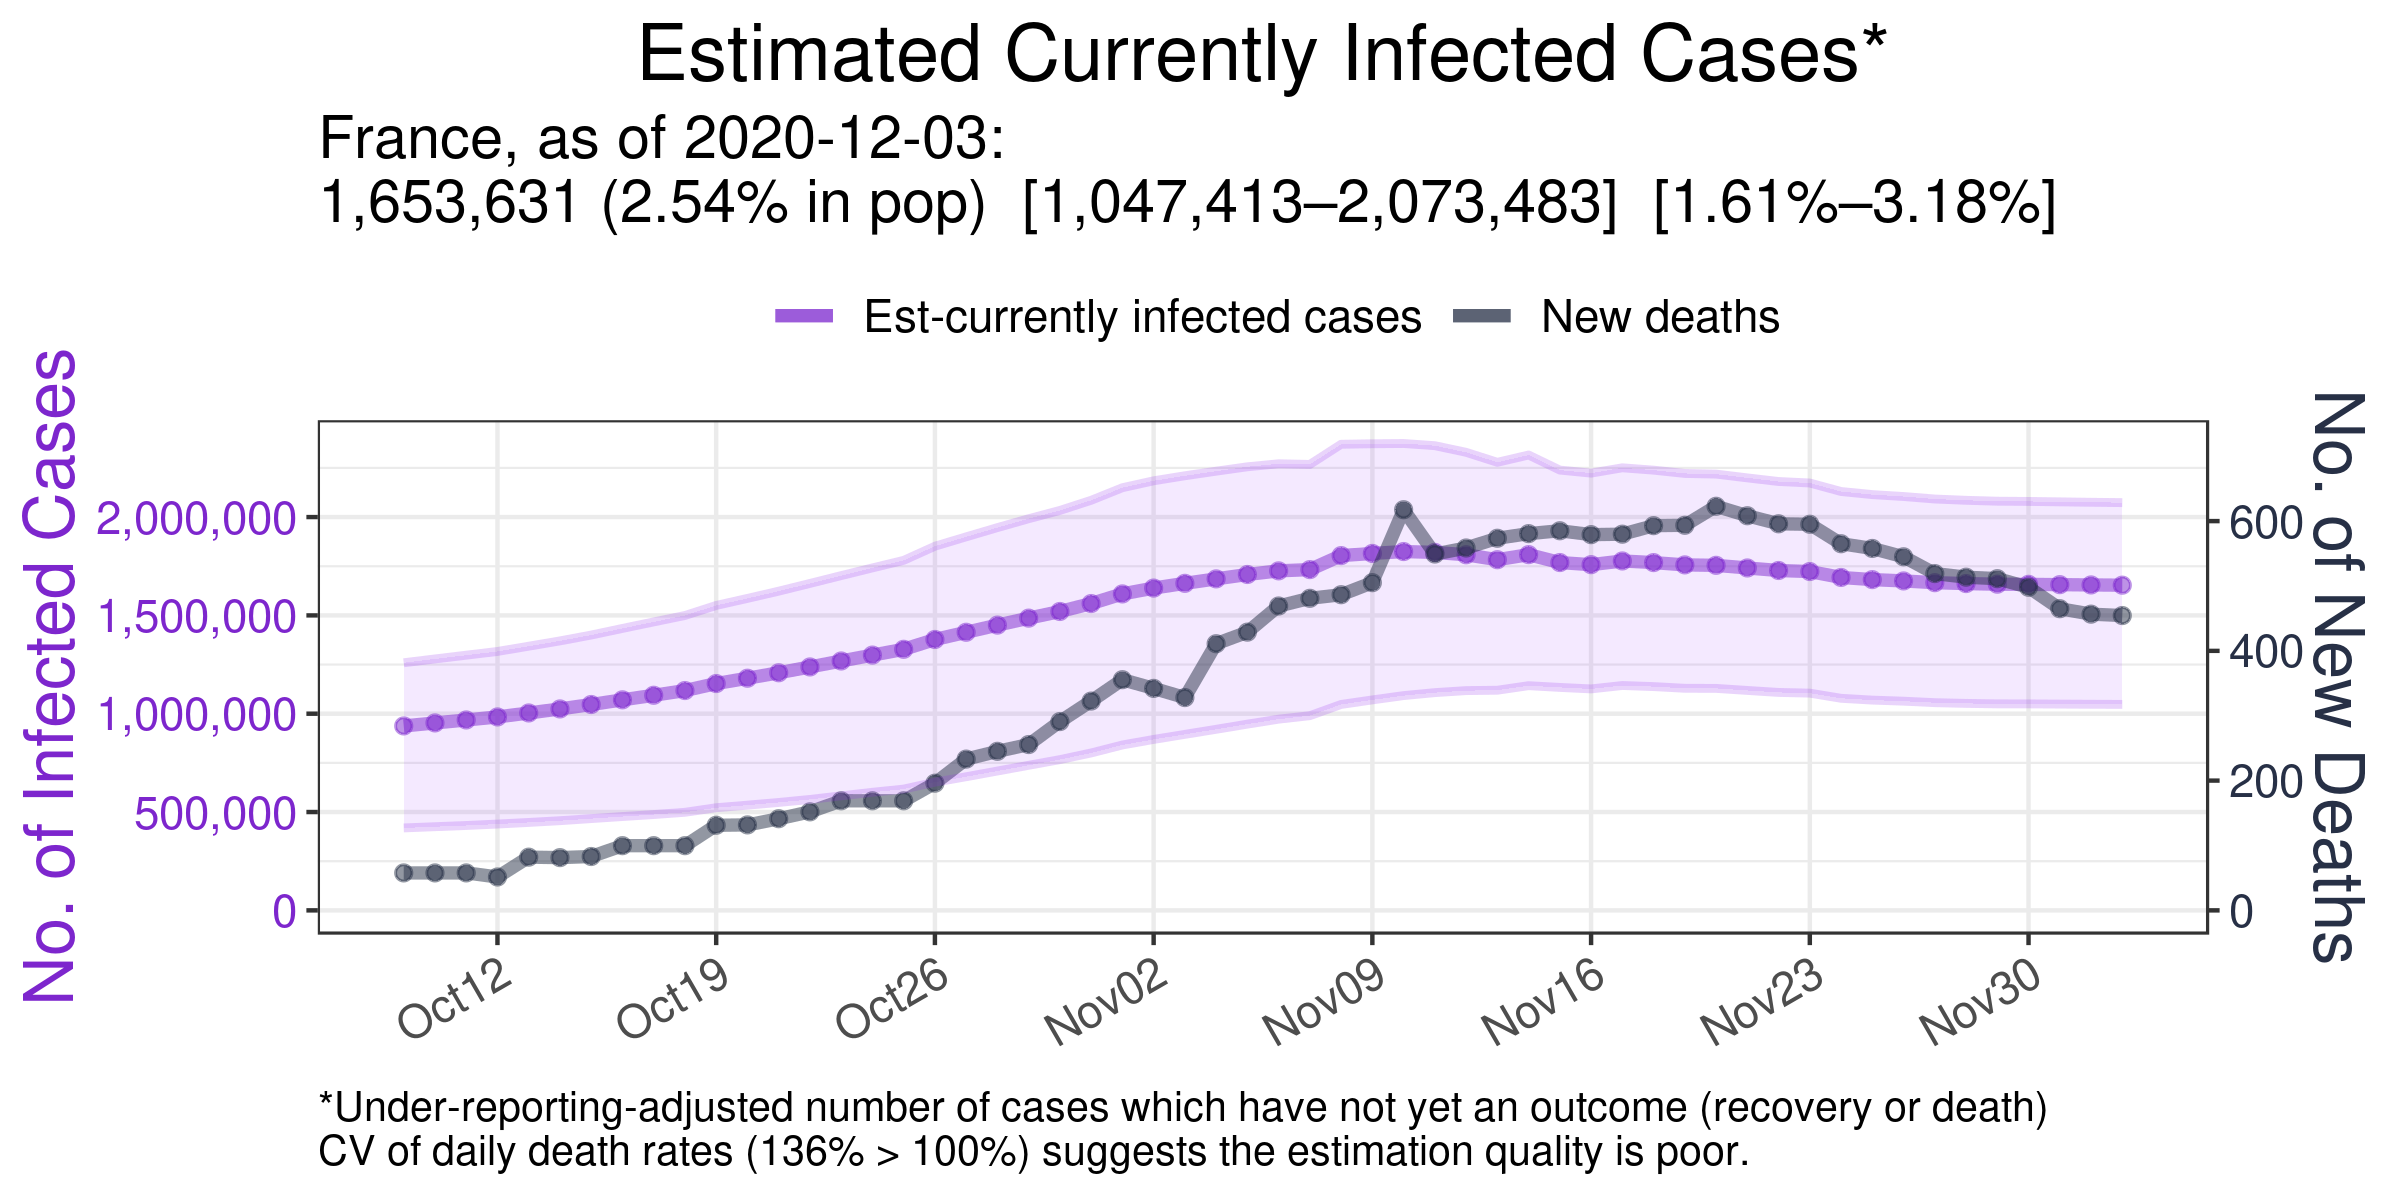 Estimated Currently Infected Cases*
France, as of 2020-12-03:
1,653,631 (2.54% in pop)  [1,047,413–2,073,483]  [1.61%–3.18%]
Est-currently infected cases
New deaths
No. of Infected Cases
2,000,000
1,500,000
1,000,000
500,000
0
600
400
200
0
No. of New Deaths
Oct12
Oct19
Oct26
Nov02
Nov09
Nov16
Nov23
Nov30
*Under-reporting-adjusted number of cases which have not yet an outcome (recovery or death)
CV of daily death rates (136% > 100%) suggests the estimation quality is poor.